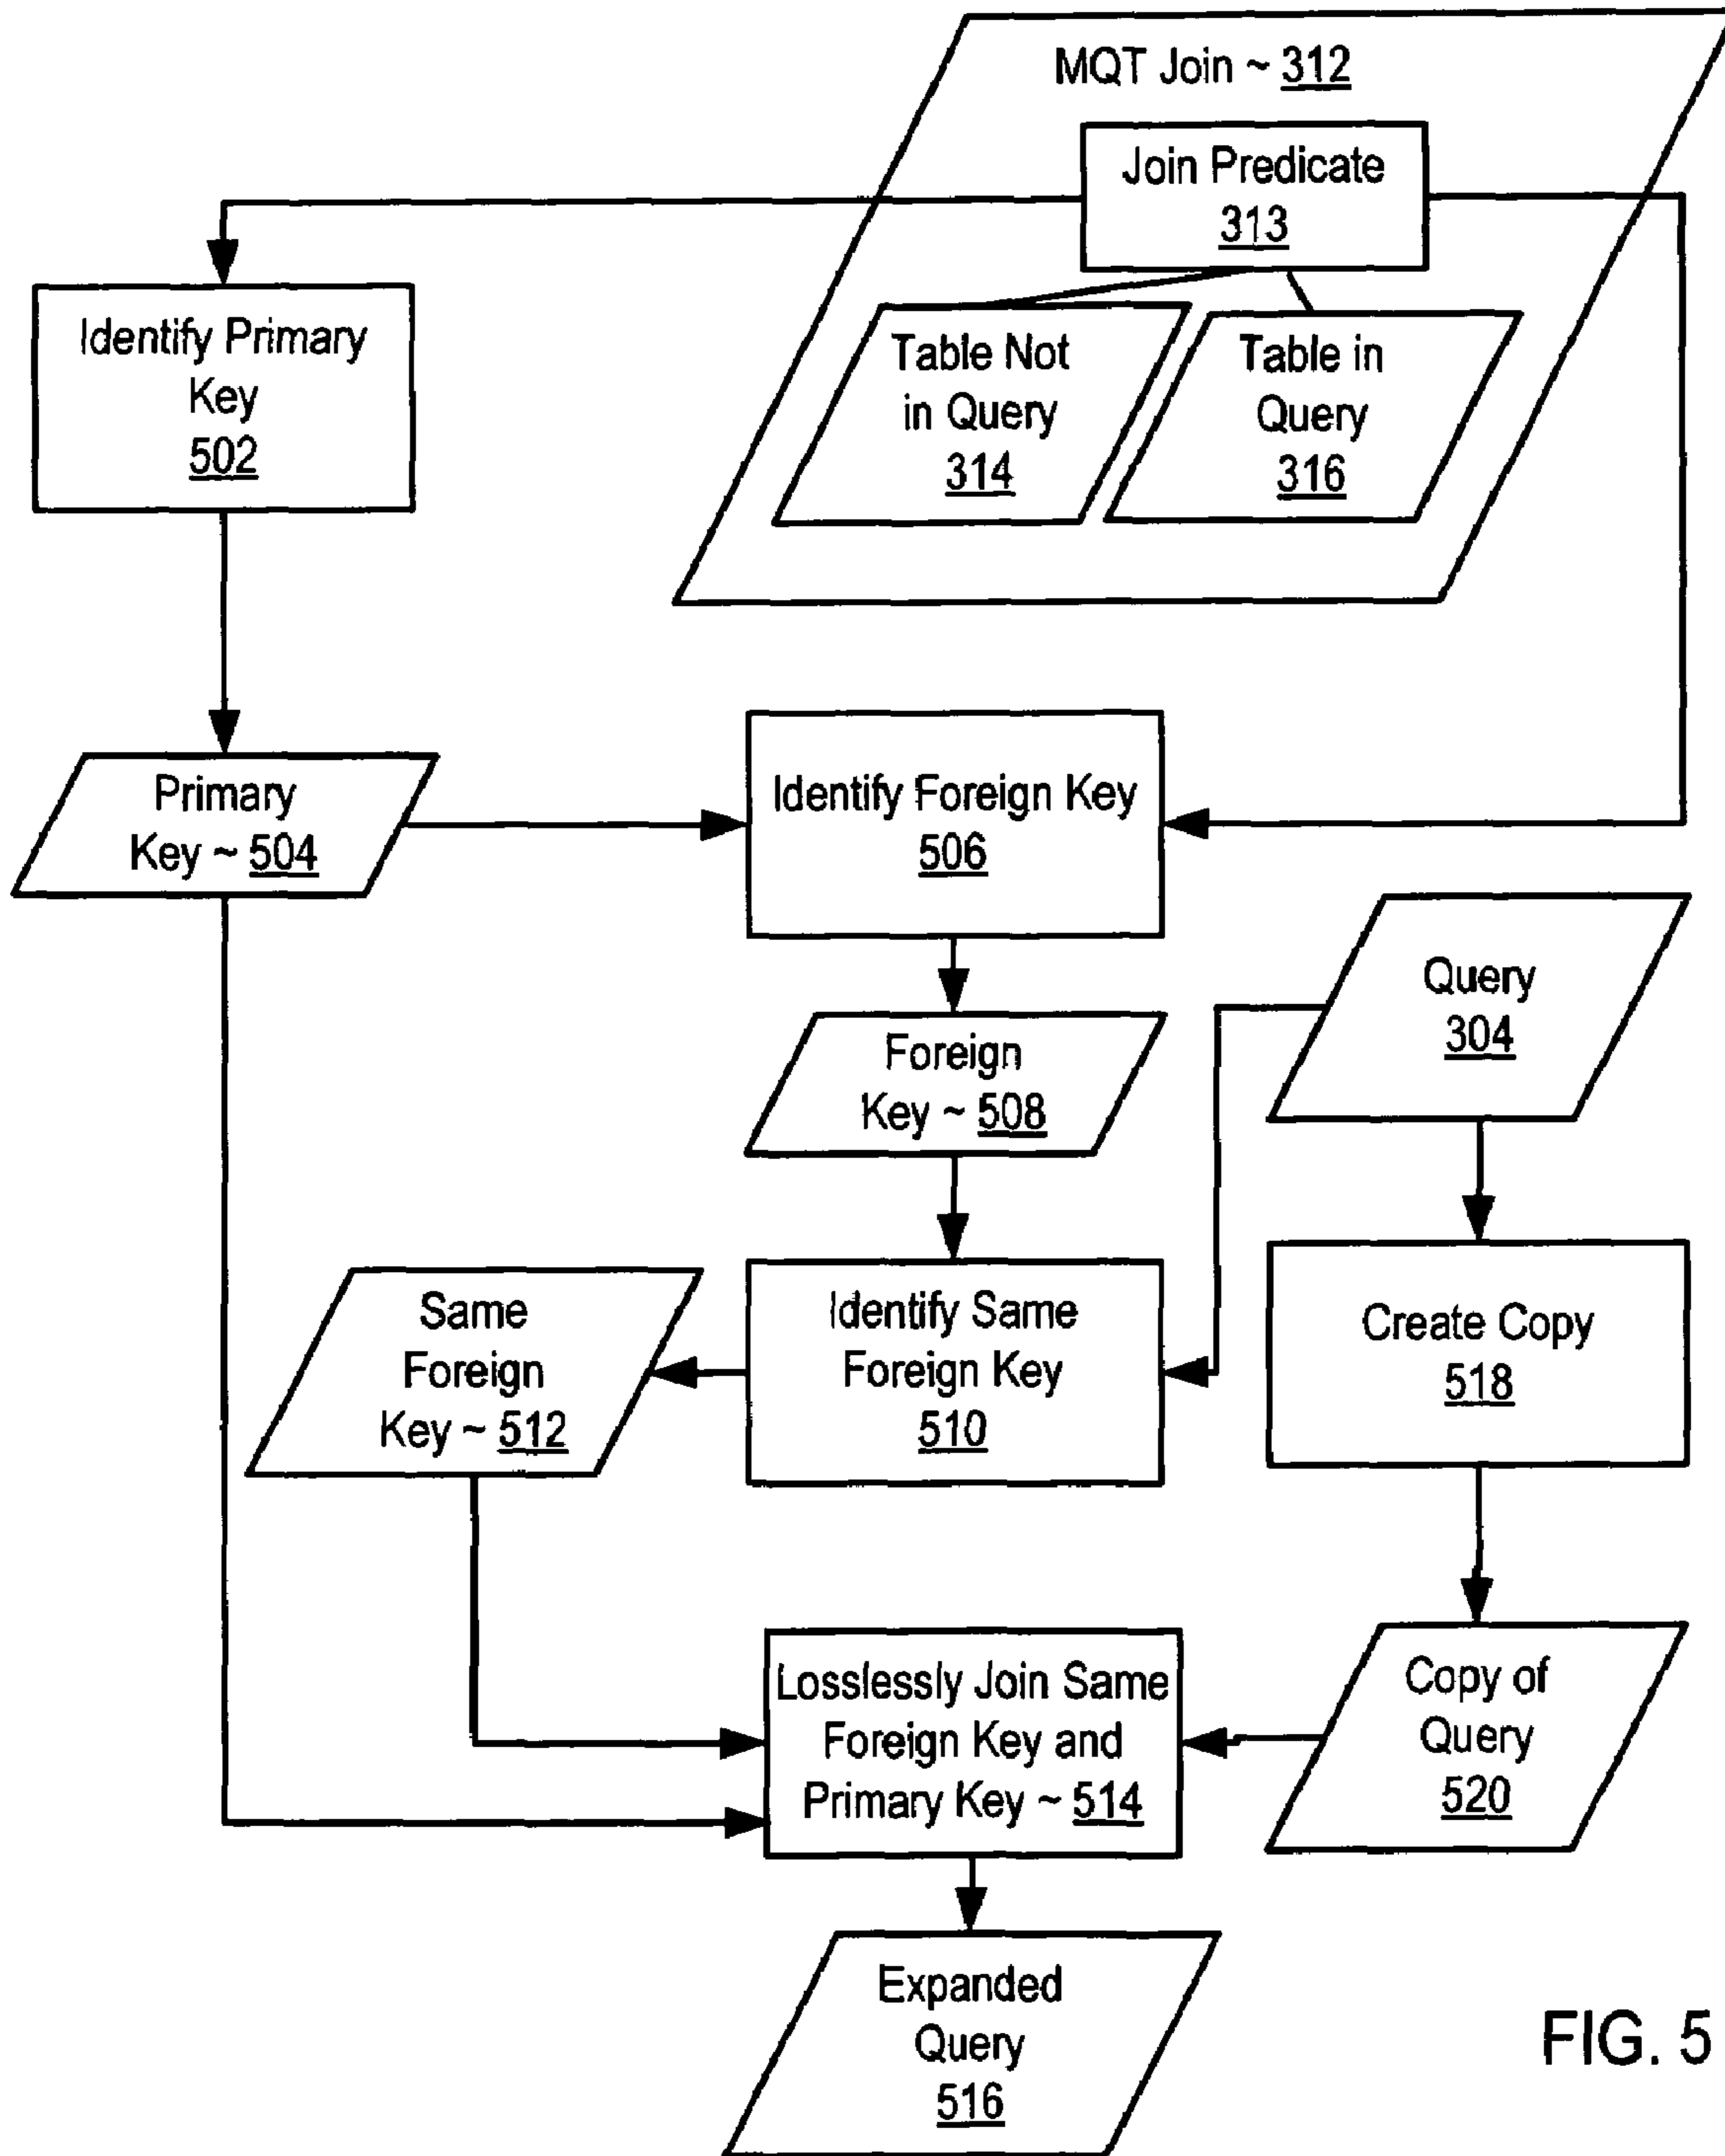 MQT Join ~ 312
Join Predicate
313
Table Not
in Query
314
Table in
Query
316
Identify Primary
Key
502
Primary
Key ~ 504
Identify Foreign Key
506
Query
304
Foreign
Key ~ 508
Same
Foreign
Key ~ 512
Identify Same
Foreign Key
510
Create Copy
518
Losslessly Join Same
Foreign Key and
Primary Key ~ 514
Copy of
Query
520
Expanded
Query
516
FIG. 5